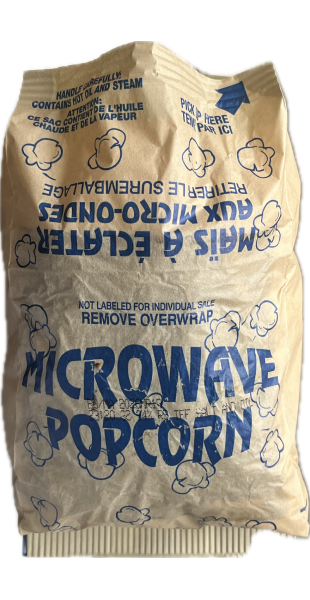 HANDLE CAREFULLY:
CONTAINS HOT OIL AND STEAM
ATTENTION:
CE SAC CONTIENT DE L'HUILE
CHAUDE ET DE LA VAPEUR
PICK UP HERE
TENIR PAR ICI
MAÏS À ÉCLATER
AUX MICRO-ONDES
RETIRER LE SUREMBALLAGE
NOT LABELED FOR INDIVIDUAL SALE
REMOVE OVERWRAP
MICROWAVE
POPCORN